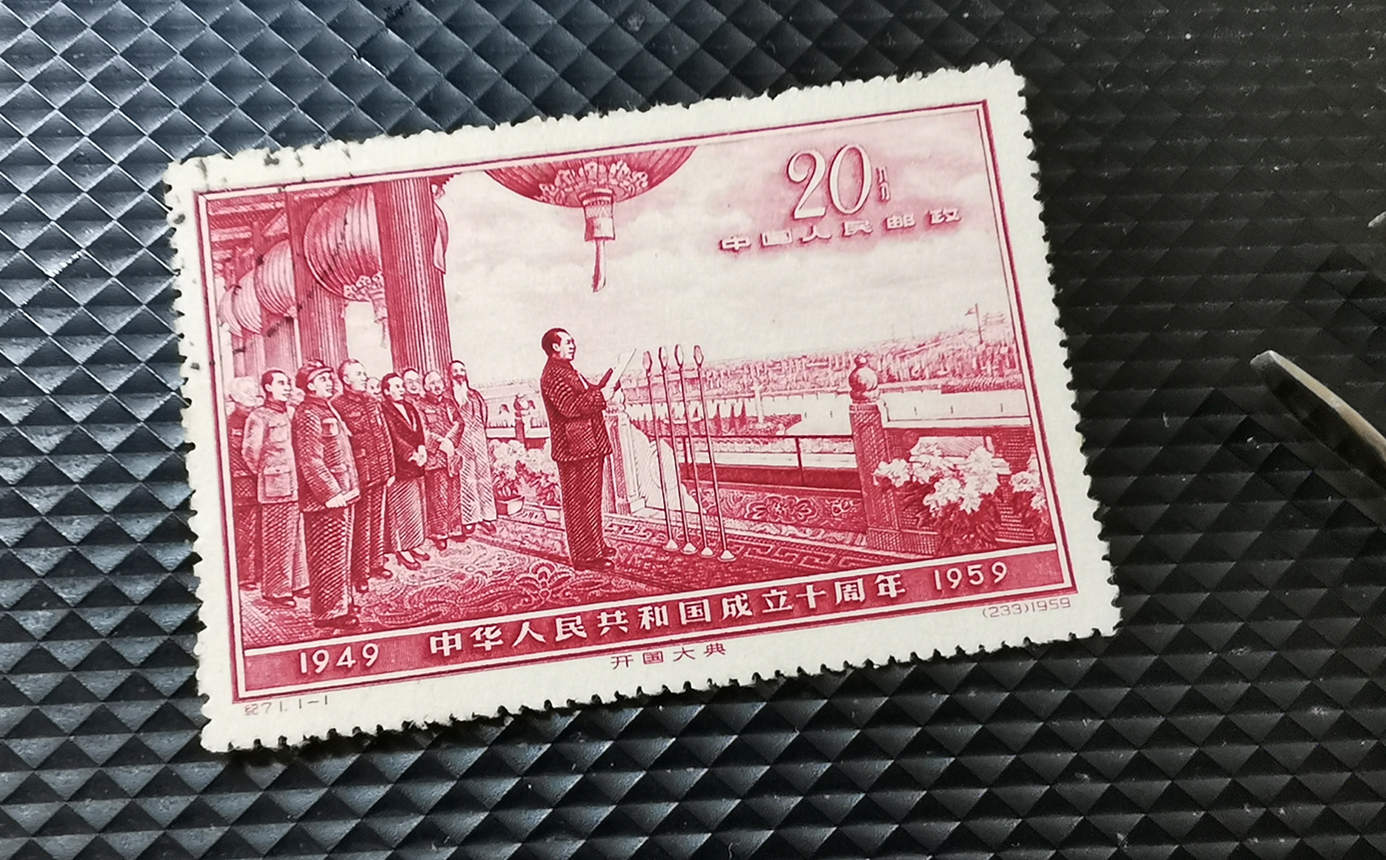 20分
中国人民邮政
1949 中华人民共和国成立十周年 1959
纪71.1-1
开国大典
(233)1959